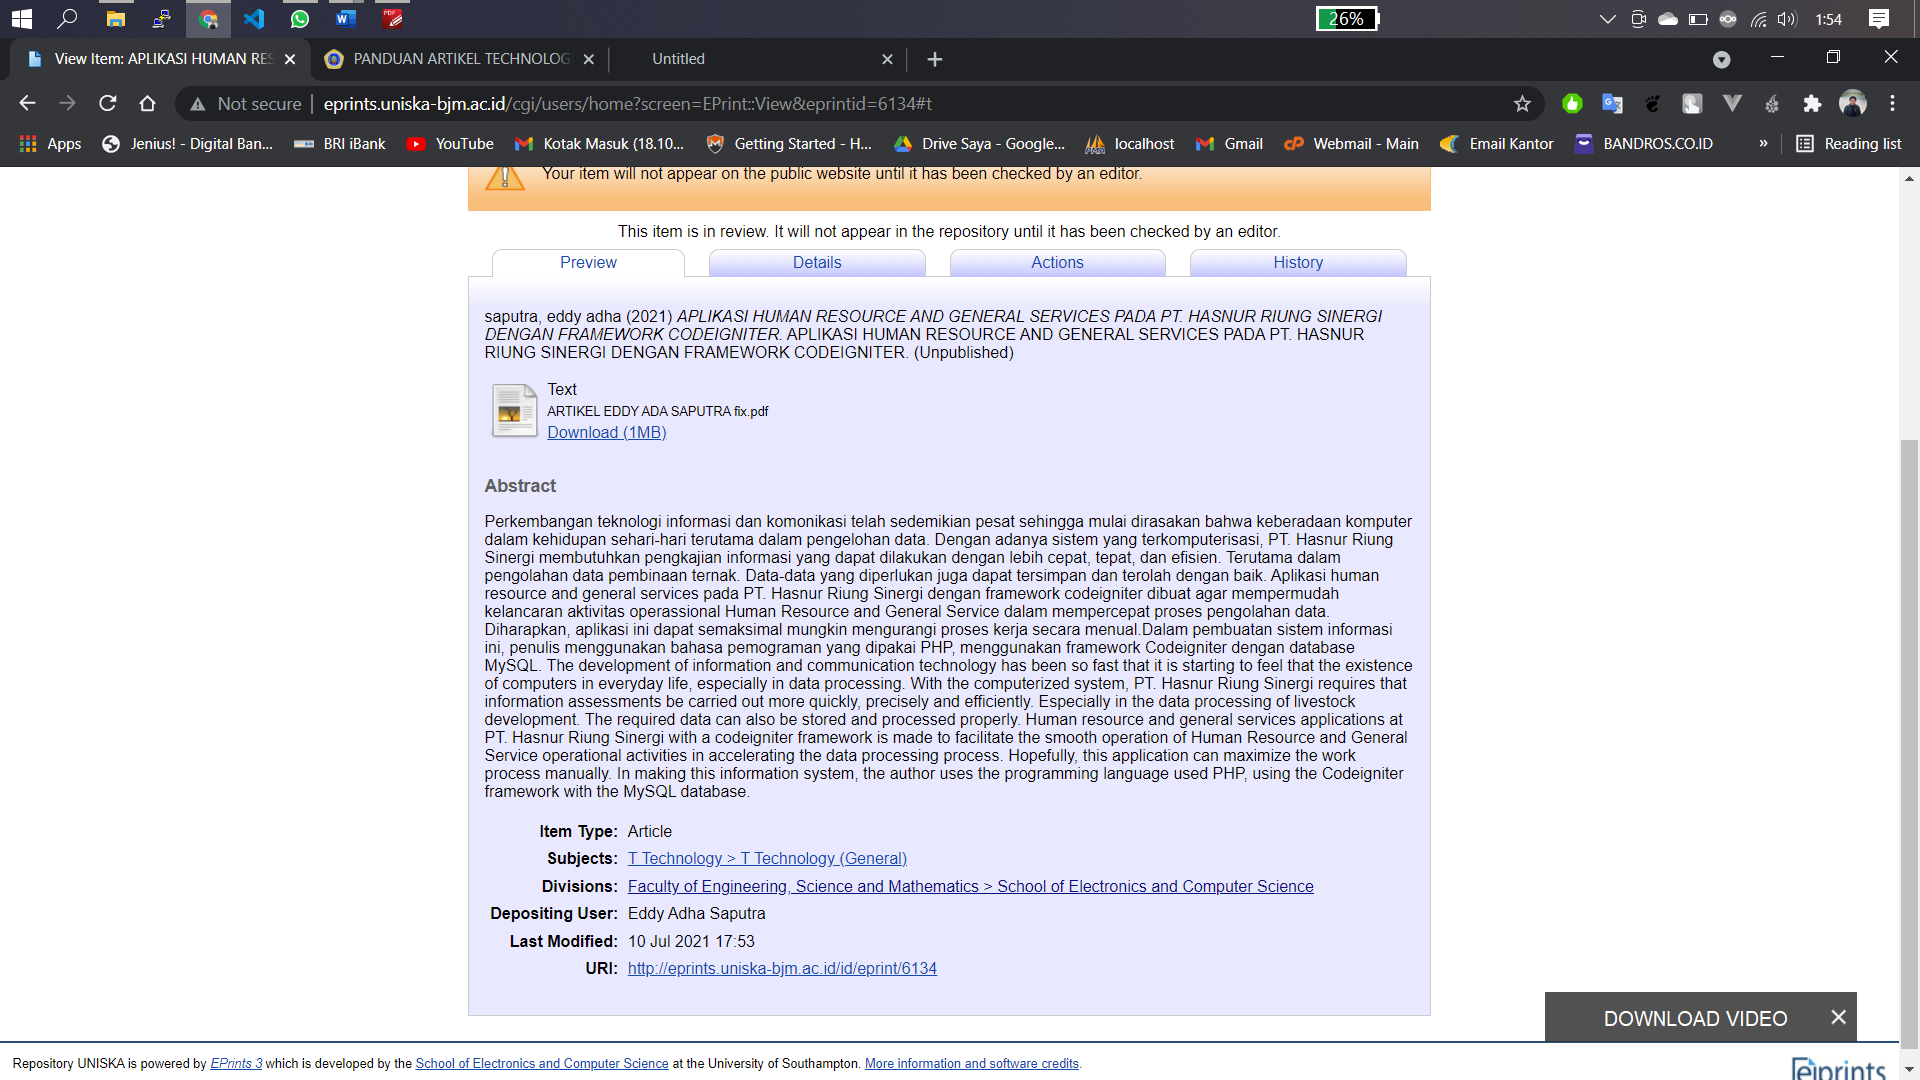 26%
1:54
View Item: APLIKASI HUMAN RES
PANDUAN ARTIKEL TECHNOLOG
Untitled
Not secure
eprints.uniska-bjm.ac.id/cgi/users/home?screen=EPrint::View&eprintid=6134#t
Apps
Jenius! - Digital Ban...
BRI iBank
YouTube
Kotak Masuk (18.10...
Getting Started - H...
Drive Saya - Google...
localhost
Gmail
Webmail - Main
Email Kantor
BANDROS.CO.ID
»
Reading list
Your item will not appear on the public website until it has been checked by an editor.
This item is in review. It will not appear in the repository until it has been checked by an editor.
Preview
Details
Actions
History
saputra, eddy adha (2021) APLIKASI HUMAN RESOURCE AND GENERAL SERVICES PADA PT. HASNUR RIUNG SINERGI
DENGAN FRAMEWORK CODEIGNITER. APLIKASI HUMAN RESOURCE AND GENERAL SERVICES PADA PT. HASNUR
RIUNG SINERGI DENGAN FRAMEWORK CODEIGNITER. (Unpublished)
Text
ARTIKEL EDDY ADA SAPUTRA fix.pdf
Download (1MB)
Abstract
Perkembangan teknologi informasi dan komonikasi telah sedemikian pesat sehingga mulai dirasakan bahwa keberadaan komputer
dalam kehidupan sehari-hari terutama dalam pengelohan data. Dengan adanya sistem yang terkomputerisasi, PT. Hasnur Riung
Sinergi membutuhkan pengkajian informasi yang dapat dilakukan dengan lebih cepat, tepat, dan efisien. Terutama dalam
pengolahan data pembinaan ternak. Data-data yang diperlukan juga dapat tersimpan dan terolah dengan baik. Aplikasi human
resource and general services pada PT. Hasnur Riung Sinergi dengan framework codeigniter dibuat agar mempermudah
kelancaran aktivitas operassional Human Resource and General Service dalam mempercepat proses pengolahan data.
Diharapkan, aplikasi ini dapat semaksimal mungkin mengurangi proses kerja secara menual.Dalam pembuatan sistem informasi
ini, penulis menggunakan bahasa pemograman yang dipakai PHP, menggunakan framework Codeigniter dengan database
MySQL. The development of information and communication technology has been so fast that it is starting to feel that the existence
of computers in everyday life, especially in data processing. With the computerized system, PT. Hasnur Riung Sinergi requires that
information assessments be carried out more quickly, precisely and efficiently. Especially in the data processing of livestock
development. The required data can also be stored and processed properly. Human resource and general services applications at
PT. Hasnur Riung Sinergi with a codeigniter framework is made to facilitate the smooth operation of Human Resource and General
Service operational activities in accelerating the data processing process. Hopefully, this application can maximize the work
process manually. In making this information system, the author uses the programming language used PHP, using the Codeigniter
framework with the MySQL database.
Item Type: Article
Subjects: T Technology > T Technology (General)
Divisions: Faculty of Engineering, Science and Mathematics > School of Electronics and Computer Science
Depositing User: Eddy Adha Saputra
Last Modified: 10 Jul 2021 17:53
URI: http://eprints.uniska-bjm.ac.id/id/eprint/6134
DOWNLOAD VIDEO
Repository UNISKA is powered by EPrints 3 which is developed by the School of Electronics and Computer Science at the University of Southampton. More information and software credits.
eprints